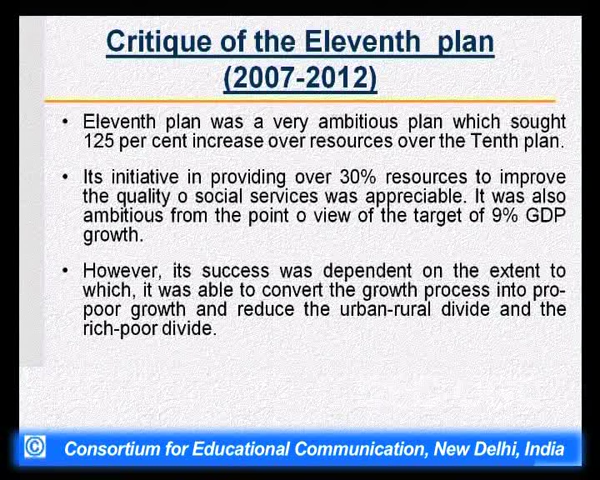 Critique of the Eleventh plan
(2007-2012)
• Eleventh plan was a very ambitious plan which sought
125 per cent increase over resources over the Tenth plan.
• Its initiative in providing over 30% resources to improve
the quality o social services was appreciable. It was also
ambitious from the point o view of the target of 9% GDP
growth.
• However, its success was dependent on the extent to
which, it was able to convert the growth process into pro-
poor growth and reduce the urban-rural divide and the
rich-poor divide.
© Consortium for Educational Communication, New Delhi, India